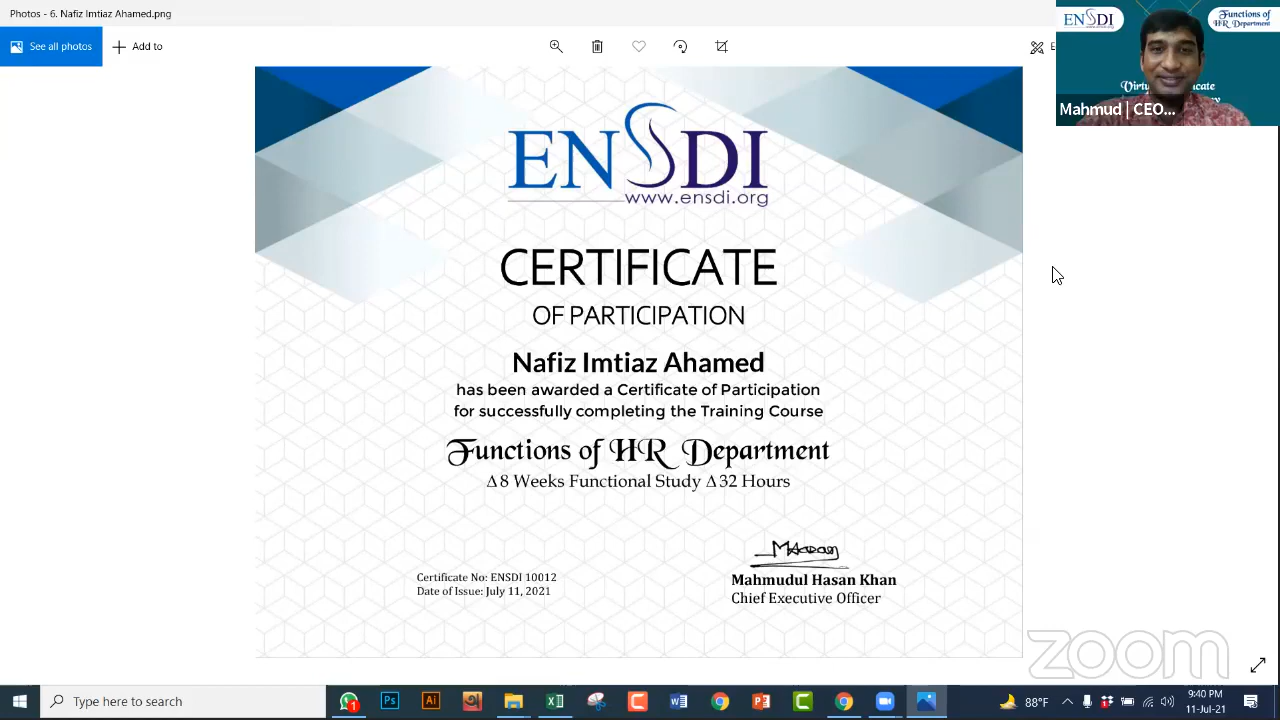 Photos - 6. Nafiz Imtiaz Ahamed.png
See all photos
Add to
ENSDI
Functions of
HR Department
Mahmud | CEO...
ENSDI
www.ensdi.org
CERTIFICATE
OF PARTICIPATION
Nafiz Imtiaz Ahamed
has been awarded a Certificate of Participation
for successfully completing the Training Course
Functions of HR Department
Δ 8 Weeks Functional Study Δ 32 Hours
Certificate No: ENSDI 10012
Date of Issue: July 11, 2021
Mahmudul Hasan Khan
Chief Executive Officer
zoom
Type here to search
1
Ps
Ai
88°F
9:40 PM
11-Jul-21